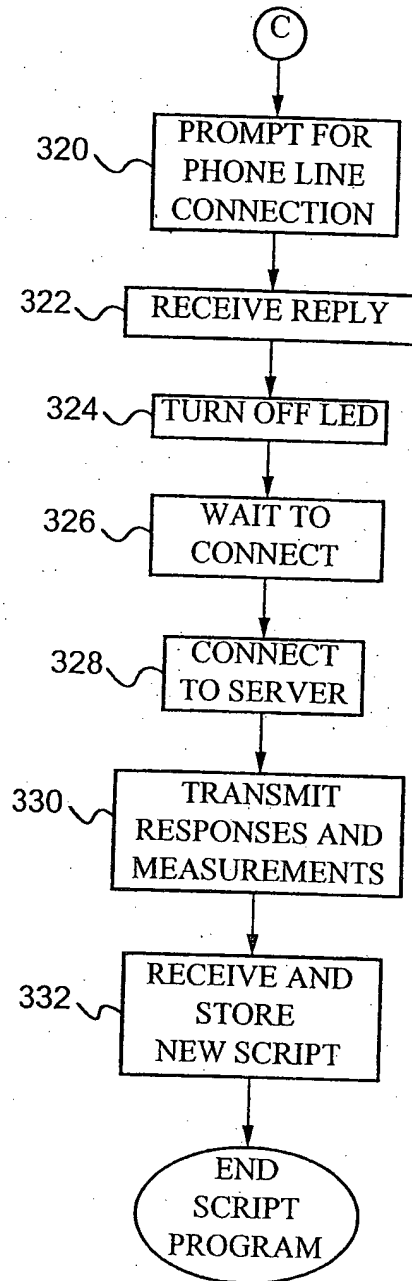 C
320
PROMPT FOR
PHONE LINE
CONNECTION
322
RECEIVE REPLY
324
TURN OFF LED
326
WAIT TO
CONNECT
328
CONNECT
TO SERVER
330
TRANSMIT
RESPONSES AND
MEASUREMENTS
332
RECEIVE AND
STORE
NEW SCRIPT
END
SCRIPT
PROGRAM